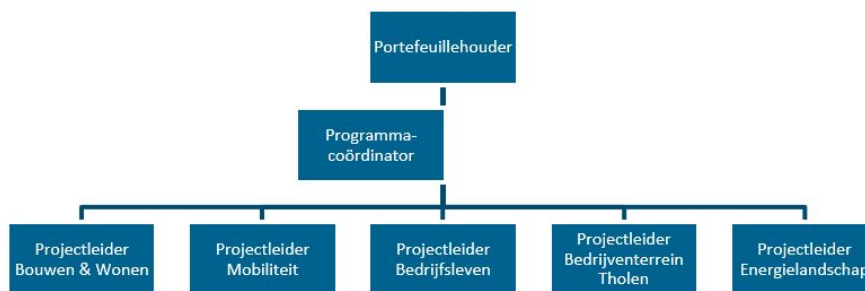 Portefeuillehouder
Programma-
coördinator
Projectleider
Bouwen & Wonen
Projectleider
Mobiliteit
Projectleider
Bedrijfsleven
Projectleider
Bedrijventerrein
Tholen
Projectleider
Energielandschap